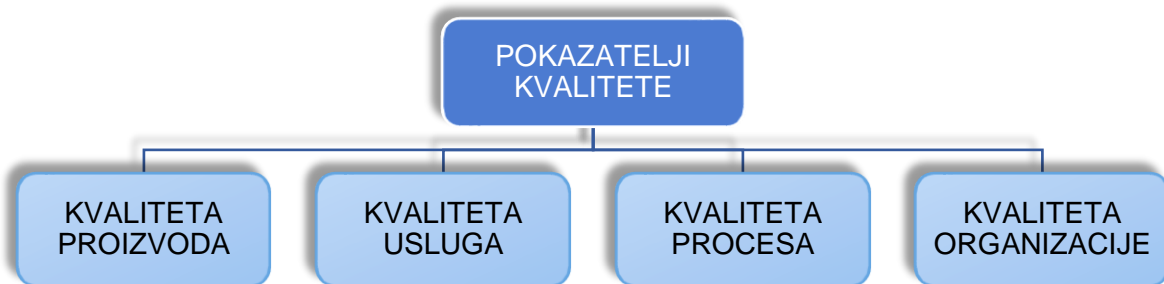 POKAZATELJI
KVALITETE
KVALITETA
PROIZVODA
KVALITETA
USLUGA
KVALITETA
PROCESA
KVALITETA
ORGANIZACIJE